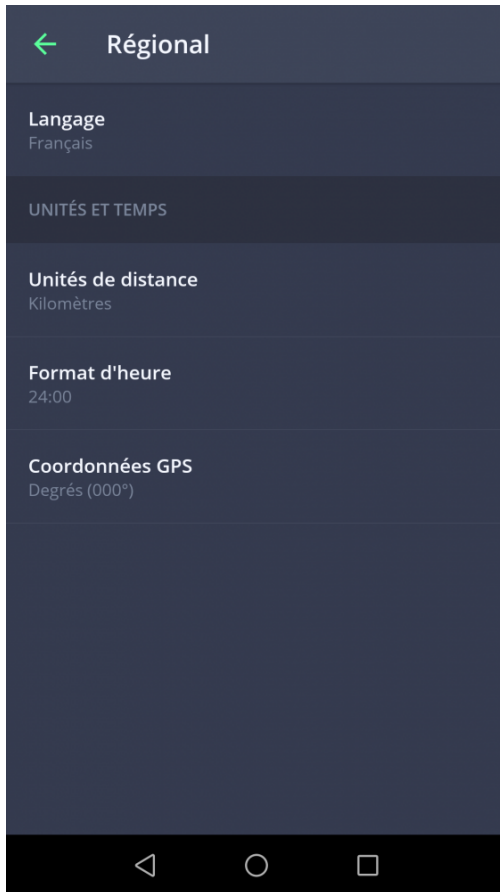 Régional
Langage
Français
UNITÉS ET TEMPS
Unités de distance
Kilomètres
Format d'heure
24:00
Coordonnées GPS
Degrés (000°)